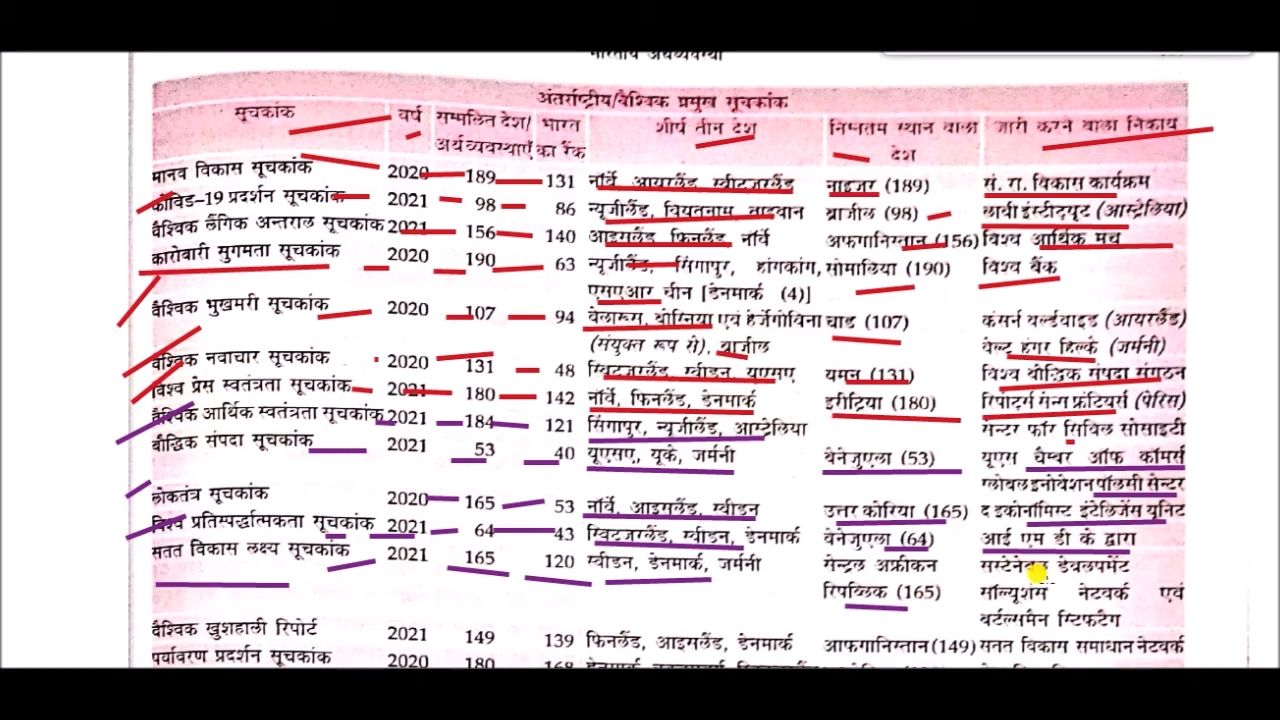 भारतीय अर्थव्यवस्था
अंतर्राष्ट्रीय/वैश्विक प्रमुख सूचकांक
सूचकांक वर्ष सम्मलित देश/ अर्थव्यवस्थाएँ भारत का रैंक शीर्ष तीन देश निम्नतम स्थान वाला देश जारी करने वाला निकाय
मानव विकास सूचकांक 2020 189 131 नॉर्वे, आयरलैंड, स्वीटजरलैंड नाइजर (189) सं. रा. विकास कार्यक्रम
कोविड-19 प्रदर्शन सूचकांक 2021 98 86 न्यूजीलैंड, वियतनाम, ताइवान ब्राजील (98) लावी इंस्टीट्यूट (आस्ट्रेलिया)
वैश्विक लैंगिक अन्तराल सूचकांक 2021 156 140 आइसलैंड, फिनलैंड, नॉर्वे अफगानिस्तान (156) विश्व आर्थिक मंच
कारोबारी सुगमता सूचकांक 2020 190 63 न्यूजीलैंड, सिंगापुर, हांगकांग, सोमालिया (190) विश्व बैंक
एसएआर चीन [डेनमार्क (4)]
वैश्विक भुखमरी सूचकांक 2020 107 94 बेलारूस, बोस्निया एवं हर्जेगोविना चाड (107) कंसर्न वर्ल्डवाइड (आयरलैंड)
(संयुक्त रूप से), ब्राजील वेल्ट हंगर हिल्फे (जर्मनी)
वैश्विक नवाचार सूचकांक 2020 131 48 स्विटजरलैंड, स्वीडन, यूएसए यमन (131) विश्व बौद्धिक संपदा संगठन
विश्व प्रेस स्वतंत्रता सूचकांक 2021 180 142 नॉर्वे, फिनलैंड, डेनमार्क इरीट्रिया (180) रिपोर्टर्स सेन्स फ्रंटियर्स (पेरिस)
वैश्विक आर्थिक स्वतंत्रता सूचकांक 2021 184 121 सिंगापुर, न्यूजीलैंड, आस्ट्रेलिया सेन्टर फॉर सिविल सोसाइटी
बौद्धिक संपदा सूचकांक 2021 53 40 यूएसए, यूके, जर्मनी वेनेजुएला (53) यूएस चैम्बर ऑफ कॉमर्स
ग्लोबल इनोवेशन पॉलसी सेन्टर
लोकतंत्र सूचकांक 2020 165 53 नॉर्वे, आइसलैंड, स्वीडन उत्तर कोरिया (165) द इकोनॉमिस्ट इंटेलिजेंस यूनिट
विश्व प्रतिस्पर्द्धात्मकता सूचकांक 2021 64 43 स्विटजरलैंड, स्वीडन, डेनमार्क वेनेजुएला (64) आई एम डी के द्वारा
सतत विकास लक्ष्य सूचकांक 2021 165 120 स्वीडन, डेनमार्क, जर्मनी सेन्ट्रल अफ्रीकन सस्टेनेबल डेवलपमेंट
रिपब्लिक (165) सॉल्यूशंस नेटवर्क एवं
बर्टल्समैन स्टिफटैग
वैश्विक खुशहाली रिपोर्ट 2021 149 139 फिनलैंड, आइसलैंड, डेनमार्क आफगानिस्तान (149) सतत विकास समाधान नेटवर्क
पर्यावरण प्रदर्शन सूचकांक 2020 180 168